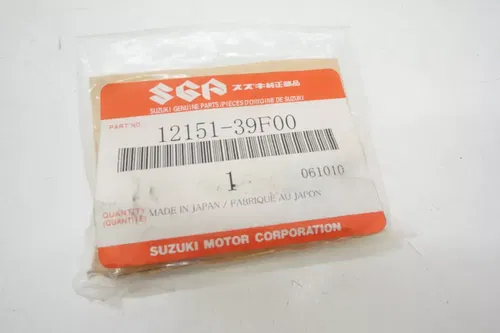 SGP スズキ純正部品
SUZUKI GENUINE PARTS/PIECES D'ORIGINE DE SUZUKI
PART NO. 12151-39F00
1 061010
QUANTITY
(QUANTITE) MADE IN JAPAN / FABRIQUE AU JAPON
SUZUKI MOTOR CORPORATION